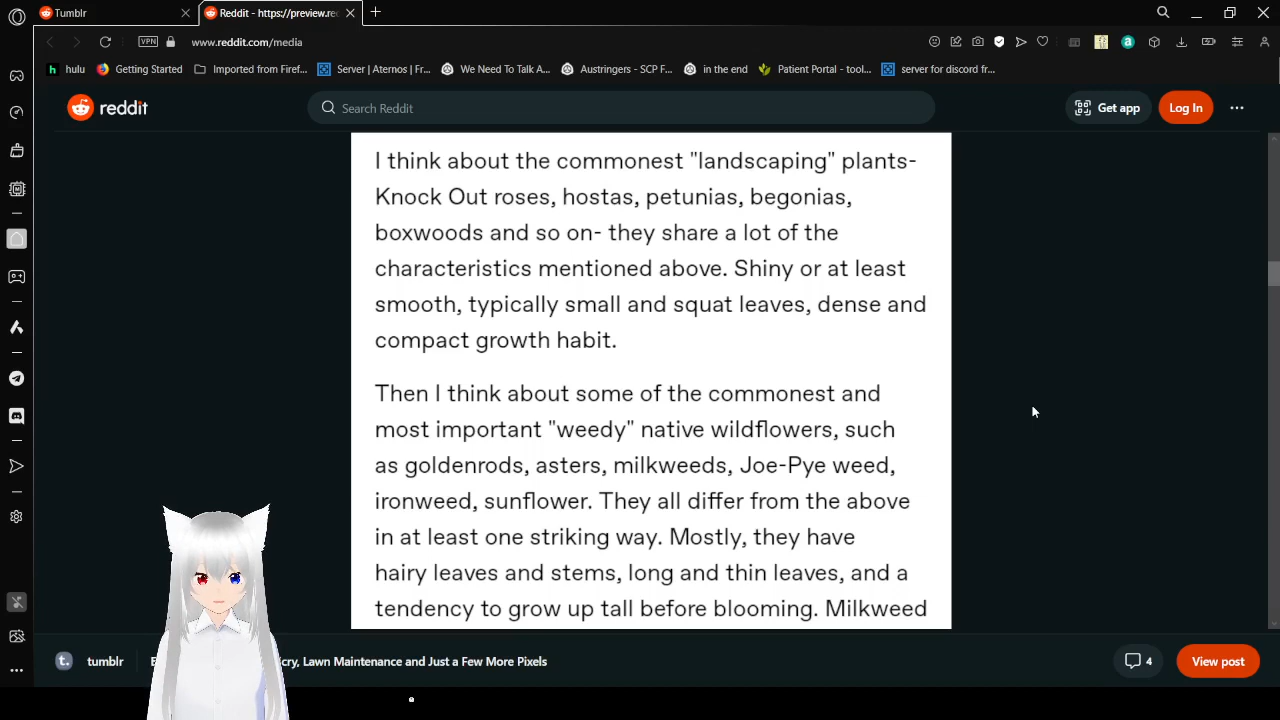 Tumblr
Reddit - https://preview.rec
VPN
www.reddit.com/media
hulu
Getting Started
Imported from Firef...
Server | Aternos | Fr...
We Need To Talk A...
Austringers - SCP F...
in the end
Patient Portal - tool...
server for discord fr...
reddit
Search Reddit
Get app
Log In
I think about the commonest "landscaping" plants-
Knock Out roses, hostas, petunias, begonias,
boxwoods and so on- they share a lot of the
characteristics mentioned above. Shiny or at least
smooth, typically small and squat leaves, dense and
compact growth habit.
Then I think about some of the commonest and
most important "weedy" native wildflowers, such
as goldenrods, asters, milkweeds, Joe-Pye weed,
ironweed, sunflower. They all differ from the above
in at least one striking way. Mostly, they have
hairy leaves and stems, long and thin leaves, and a
tendency to grow up tall before blooming. Milkweed
tumblr
cry, Lawn Maintenance and Just a Few More Pixels
4
View post